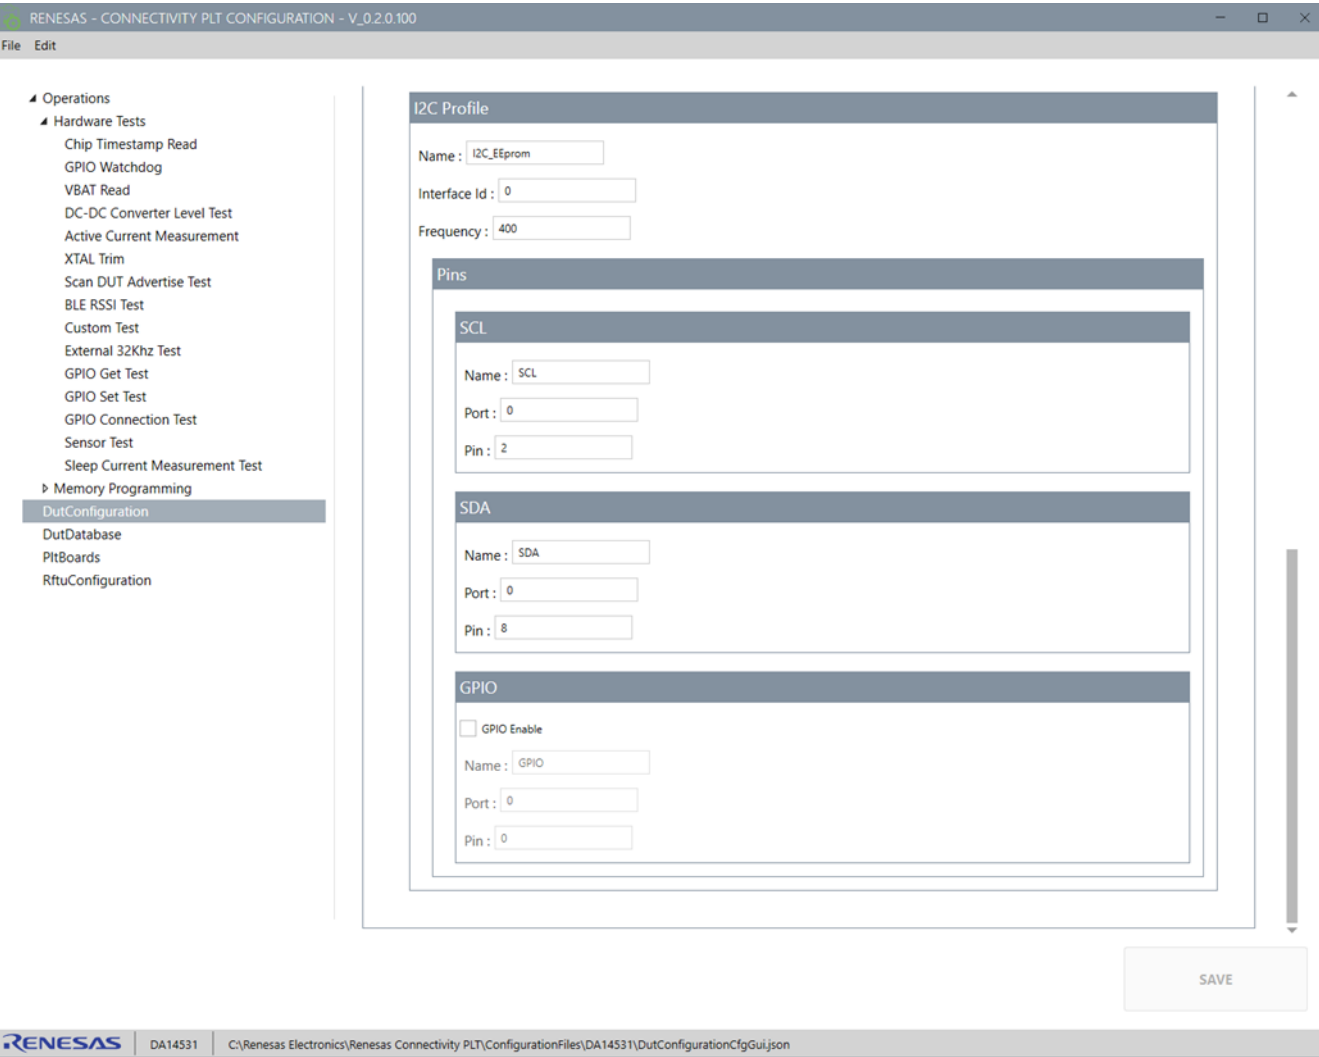 RENESAS - CONNECTIVITY PLT CONFIGURATION - V_0.2.0.100
File Edit
Operations
Hardware Tests
Chip Timestamp Read
GPIO Watchdog
VBAT Read
DC-DC Converter Level Test
Active Current Measurement
XTAL Trim
Scan DUT Advertise Test
BLE RSSI Test
Custom Test
External 32Khz Test
GPIO Get Test
GPIO Set Test
GPIO Connection Test
Sensor Test
Sleep Current Measurement Test
Memory Programming
DutConfiguration
DutDatabase
PltBoards
RftuConfiguration
I2C Profile
Name : I2C_EEprom
Interface Id : 0
Frequency : 400
Pins
SCL
Name : SCL
Port : 0
Pin : 2
SDA
Name : SDA
Port : 0
Pin : 8
GPIO
GPIO Enable
Name : GPIO
Port : 0
Pin : 0
SAVE
RENESAS DA14531 C:\Renesas Electronics\Renesas Connectivity PLT\ConfigurationFiles\DA14531\DutConfigurationCfgGui.json